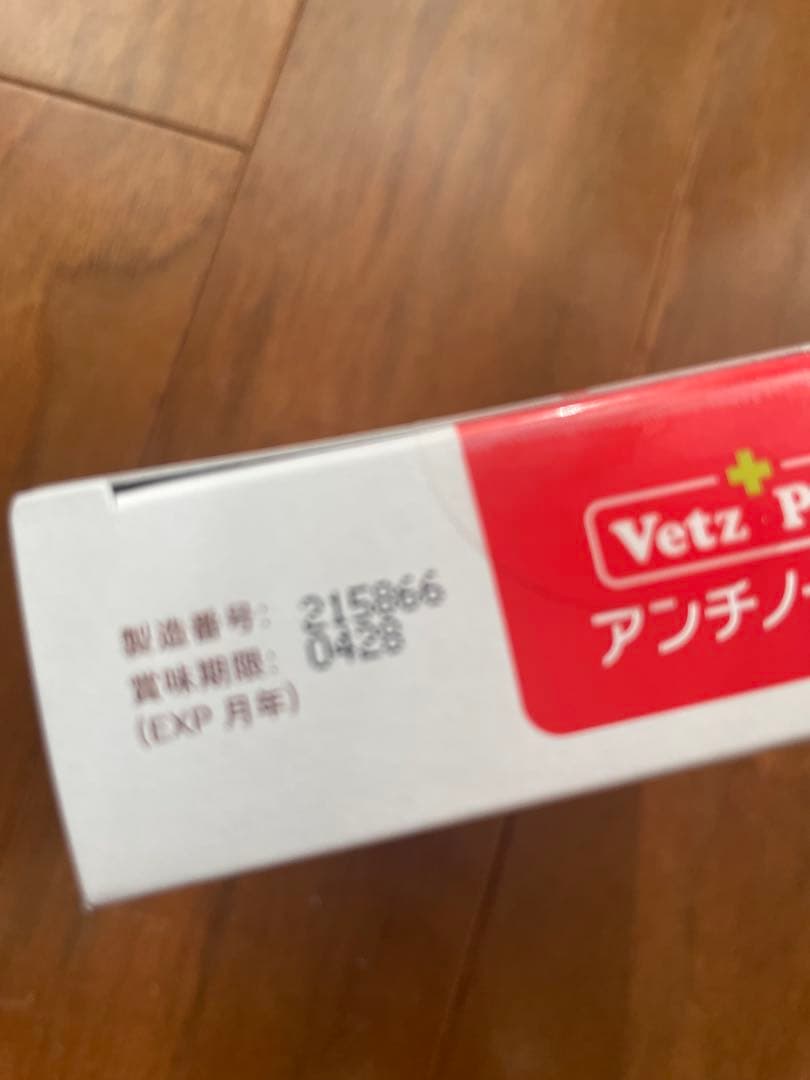 製造番号: 215866
賞味期限: 0428
(EXP 月年)
Vetz P
アンチノ